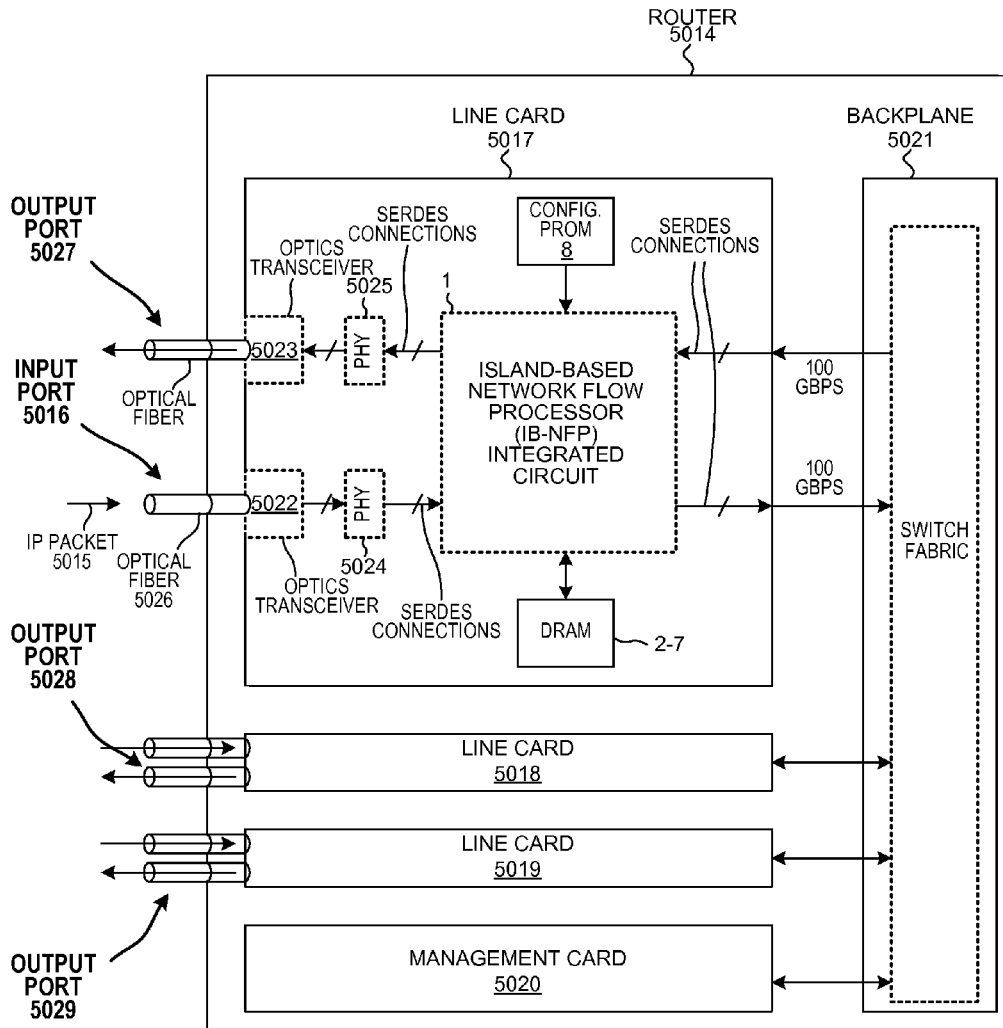 ROUTER
5014
LINE CARD
5017
BACKPLANE
5021
OUTPUT
PORT
5027
OPTICS
TRANSCEIVER
SERDES
CONNECTIONS
5025
CONFIG.
PROM
8
SERDES
CONNECTIONS
1
5023
PHY
OPTICAL
FIBER
INPUT
PORT
5016
ISLAND-BASED
NETWORK FLOW
PROCESSOR
(IB-NFP)
INTEGRATED
CIRCUIT
100
GBPS
100
GBPS
5022
PHY
IP PACKET
5015
OPTICAL
FIBER
5026
5024
OPTICS
TRANSCEIVER
SERDES
CONNECTIONS
DRAM
2-7
SWITCH
FABRIC
OUTPUT
PORT
5028
LINE CARD
5018
LINE CARD
5019
OUTPUT
PORT
5029
MANAGEMENT CARD
5020